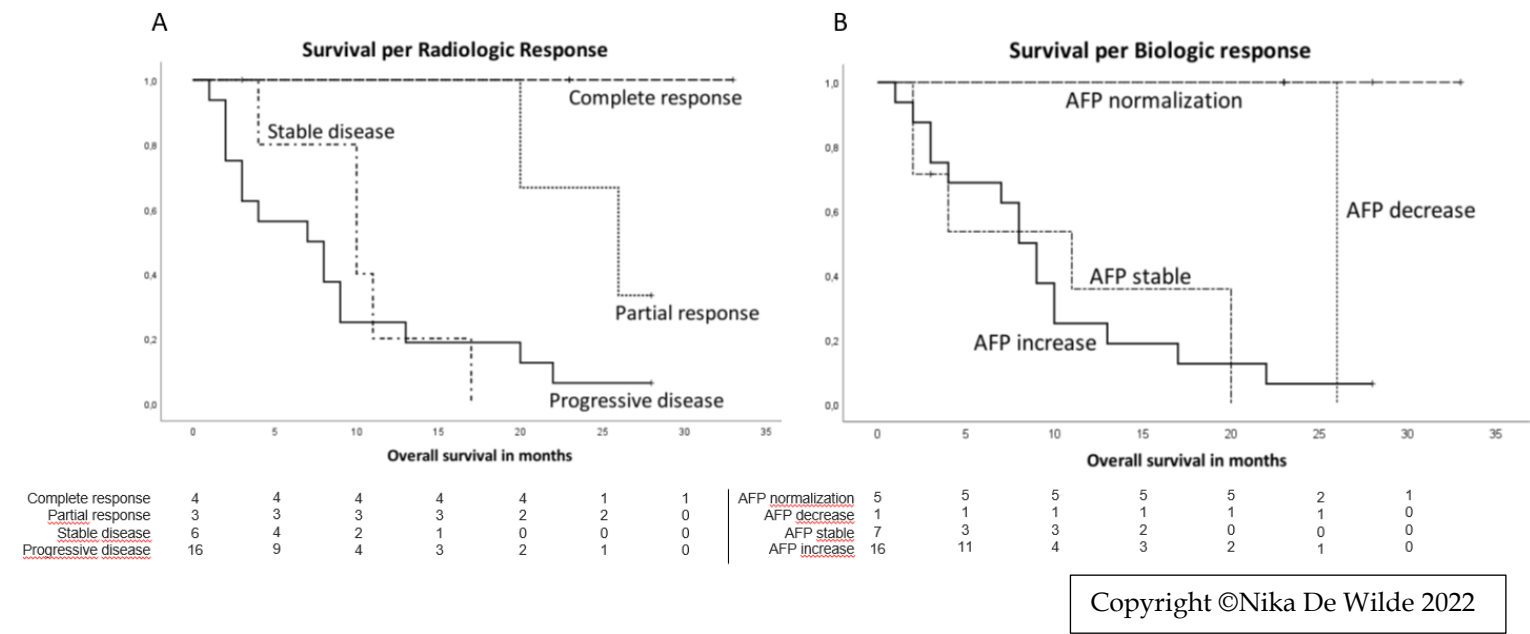 A
Survival per Radiologic Response
1,0
0,8
0,6
0,4
0,2
0,0
Complete response
Stable disease
Partial response
Progressive disease
0 5 10 15 20 25 30 35
Overall survival in months
Complete response 4 4 4 4 4 1 1
Partial response 3 3 3 3 2 2 0
Stable disease 6 4 2 1 0 0 0
Progressive disease 16 9 4 3 2 1 0
B
Survival per Biologic response
1,0
0,8
0,6
0,4
0,2
0,0
AFP normalization
AFP decrease
AFP stable
AFP increase
0 5 10 15 20 25 30 35
Overall survival in months
AFP normalization 5 5 5 5 5 2 1
AFP decrease 1 1 1 1 1 1 0
AFP stable 7 3 3 2 0 0 0
AFP increase 16 11 4 3 2 1 0
Copyright ©Nika De Wilde 2022